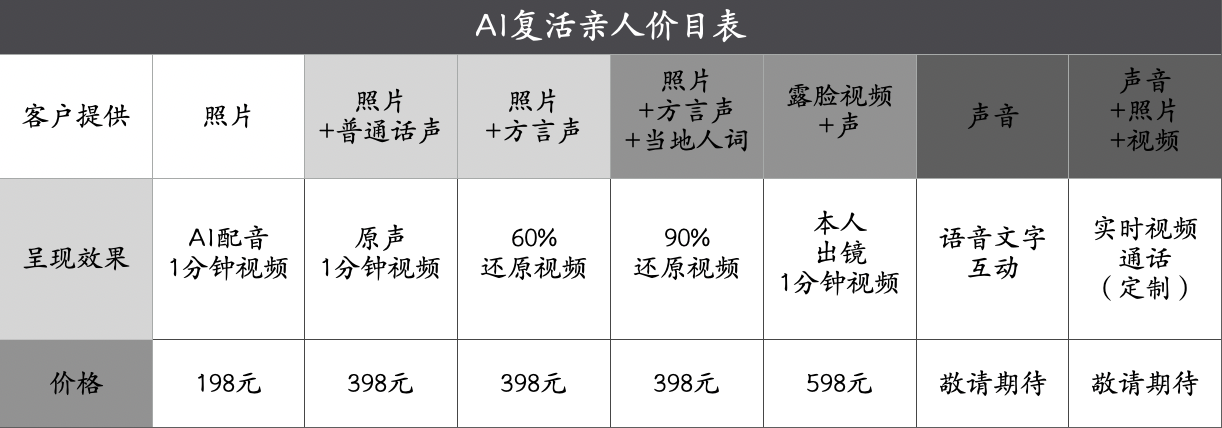 AI复活亲人价目表
客户提供
照片
照片
+普通话声
照片
+方言声
照片
+方言声
+当地人词
露脸视频
+声
声音
声音
+照片
+视频
呈现效果
AI配音
1分钟视频
原声
1分钟视频
60%
还原视频
90%
还原视频
本人
出镜
1分钟视频
语音文字
互动
实时视频
通话
（定制）
价格
198元
398元
398元
398元
598元
敬请期待
敬请期待